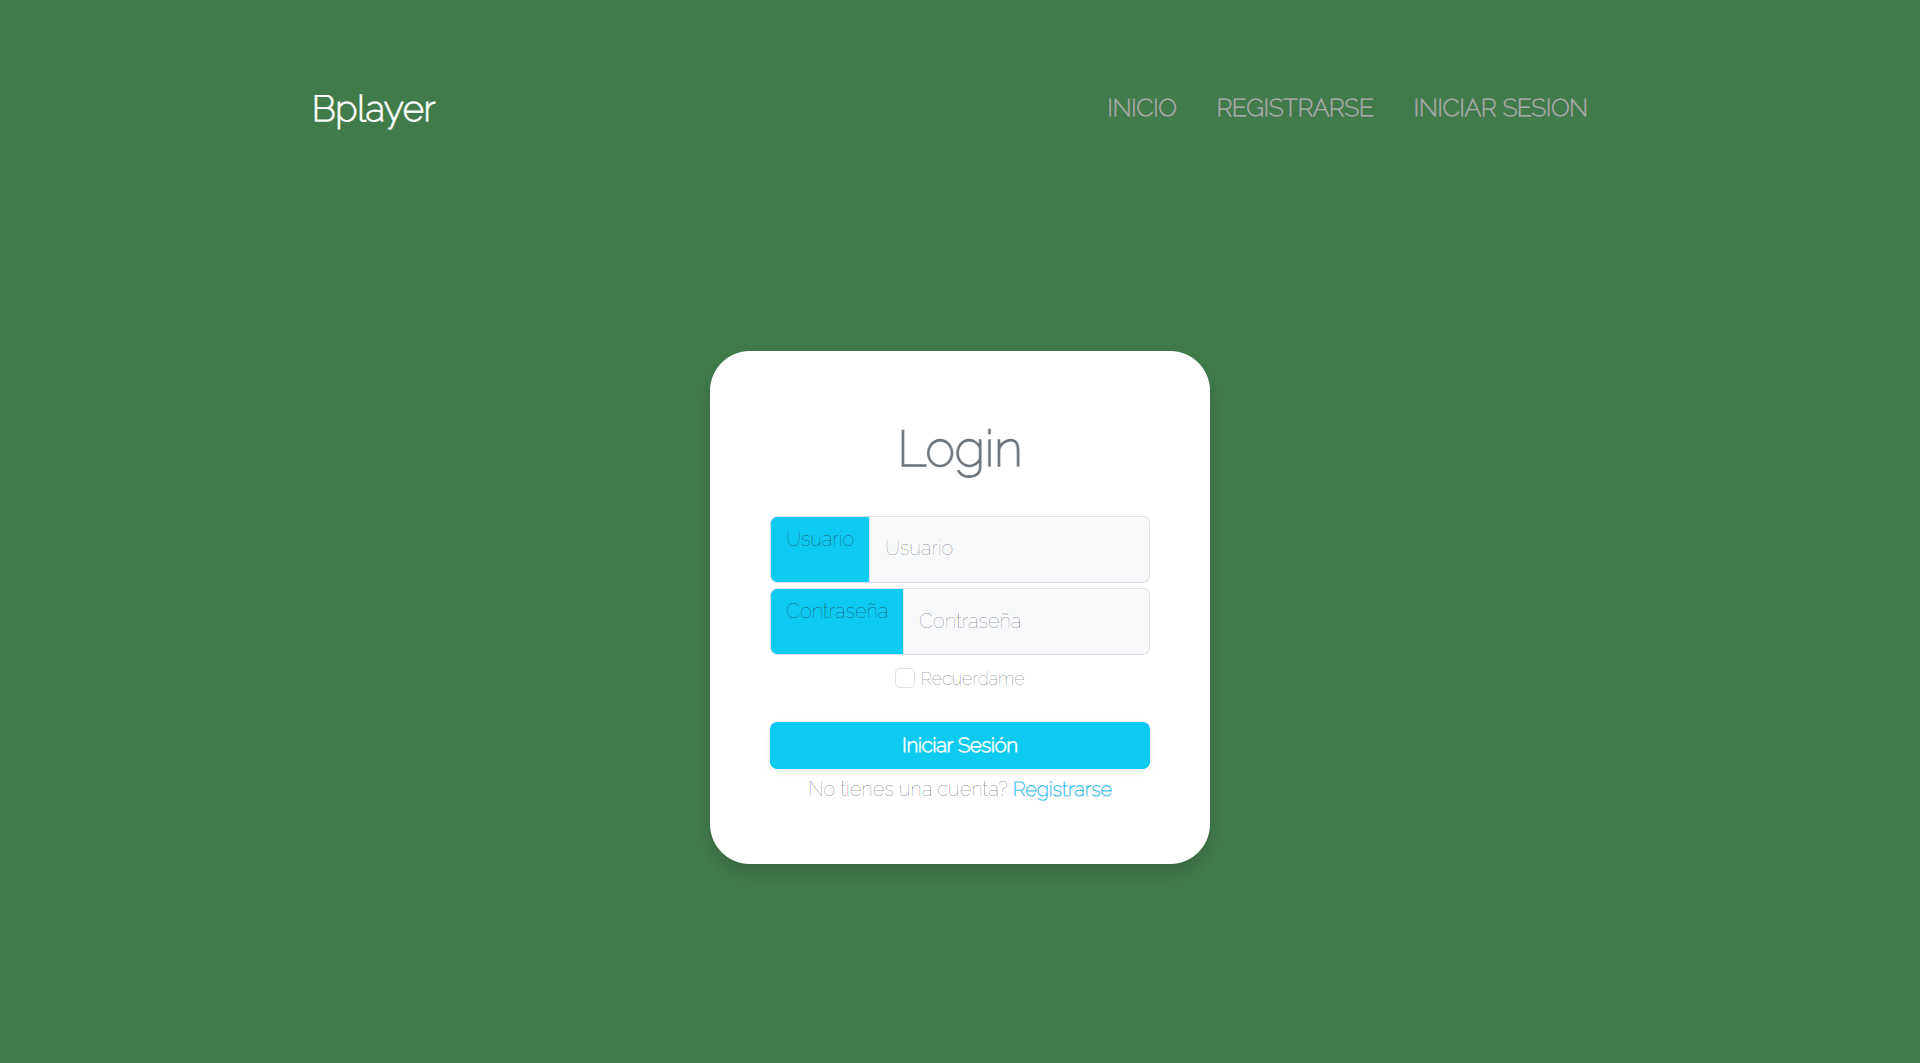 Bplayer
INICIO REGISTRARSE INICIAR SESION
Login
Usuario Usuario
Contraseña Contraseña
Recuerdame
Iniciar Sesión
No tienes una cuenta? Registrarse